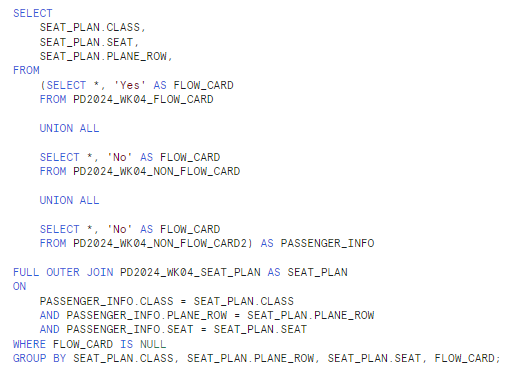 SELECT
SEAT_PLAN.CLASS,
SEAT_PLAN.SEAT,
SEAT_PLAN.PLANE_ROW,
FROM
(SELECT *, 'Yes' AS FLOW_CARD
FROM PD2024_WK04_FLOW_CARD
UNION ALL
SELECT *, 'No' AS FLOW_CARD
FROM PD2024_WK04_NON_FLOW_CARD
UNION ALL
SELECT *, 'No' AS FLOW_CARD
FROM PD2024_WK04_NON_FLOW_CARD2) AS PASSENGER_INFO
FULL OUTER JOIN PD2024_WK04_SEAT_PLAN AS SEAT_PLAN
ON
PASSENGER_INFO.CLASS = SEAT_PLAN.CLASS
AND PASSENGER_INFO.PLANE_ROW = SEAT_PLAN.PLANE_ROW
AND PASSENGER_INFO.SEAT = SEAT_PLAN.SEAT
WHERE FLOW_CARD IS NULL
GROUP BY SEAT_PLAN.CLASS, SEAT_PLAN.PLANE_ROW, SEAT_PLAN.SEAT, FLOW_CARD;